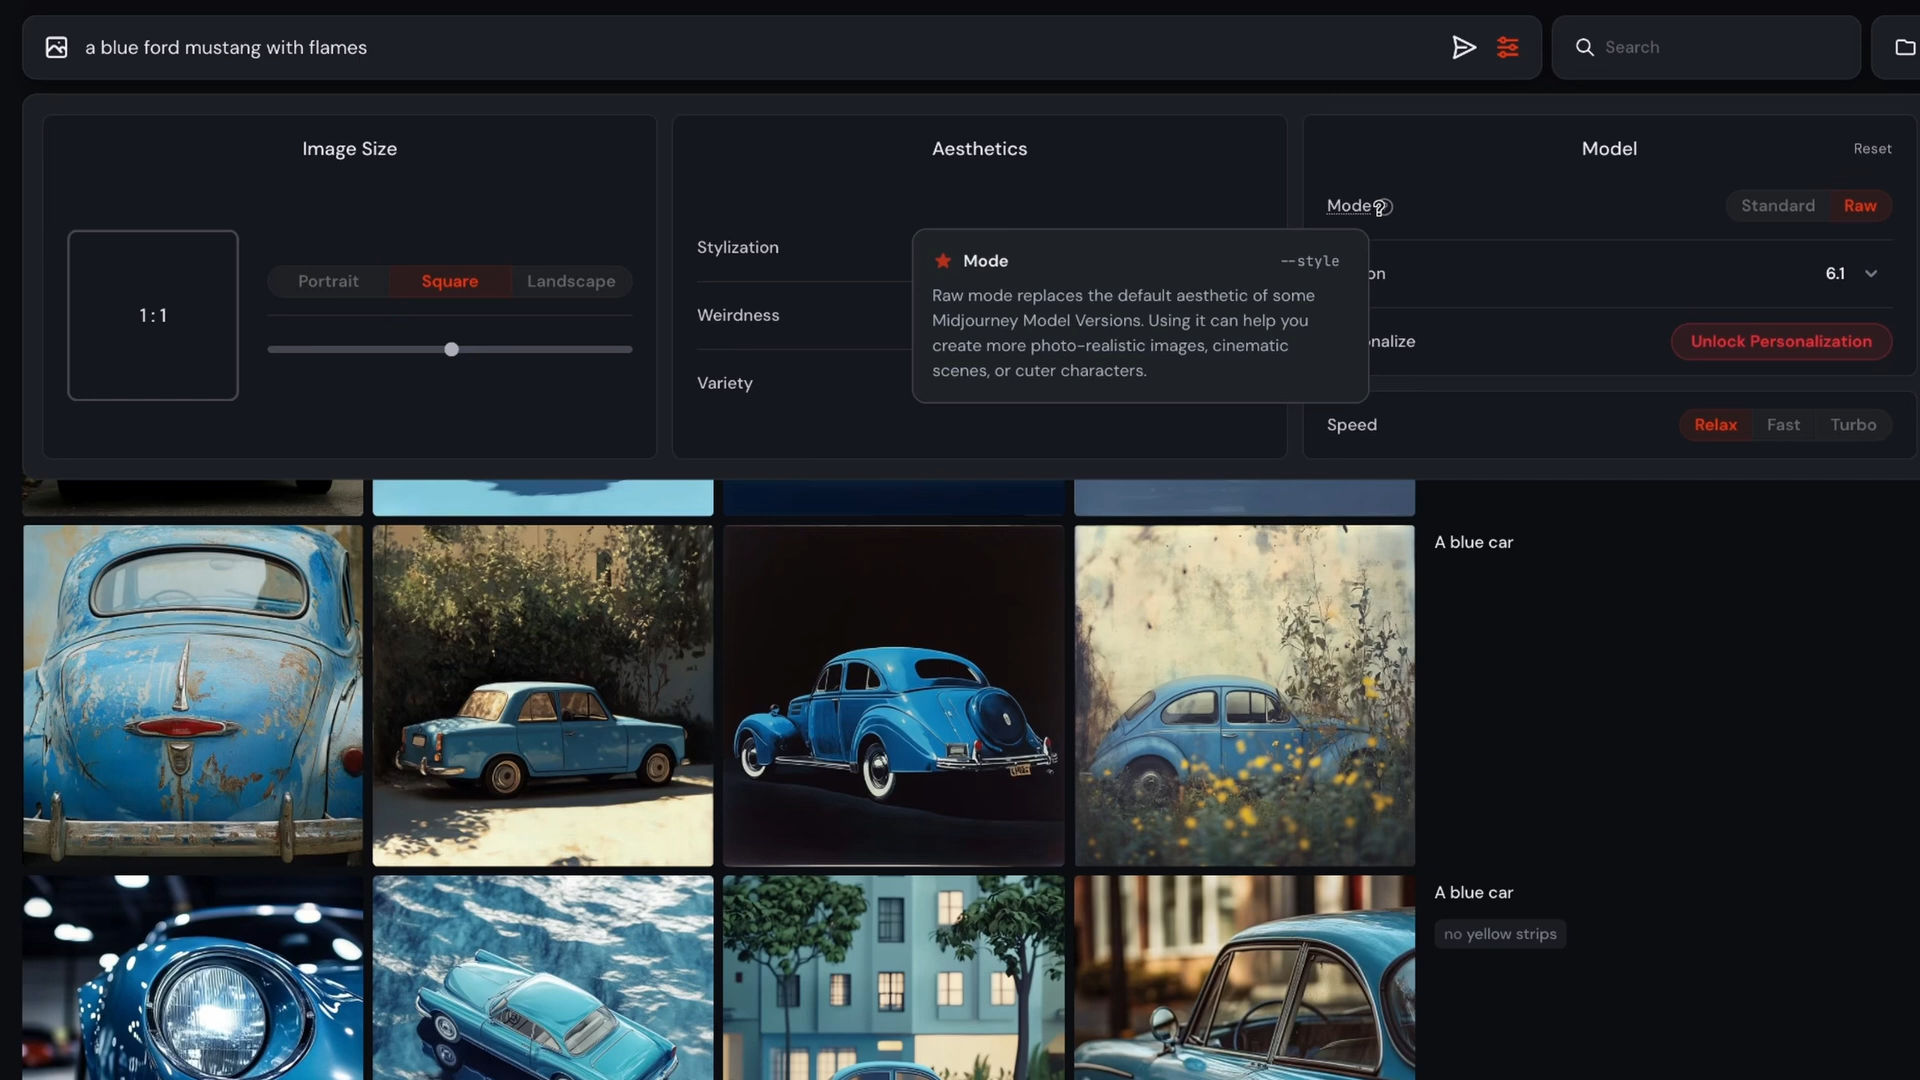 a blue ford mustang with flames
Search
Image Size
1 : 1
Portrait
Square
Landscape
Aesthetics
Stylization
Weirdness
Variety
Model
Reset
Mode
Standard
Raw
Mode
--style
Raw mode replaces the default aesthetic of some
Midjourney Model Versions. Using it can help you
create more photo-realistic images, cinematic
scenes, or cuter characters.
on
6.1
nalize
Unlock Personalization
Speed
Relax
Fast
Turbo
A blue car
A blue car
no yellow strips